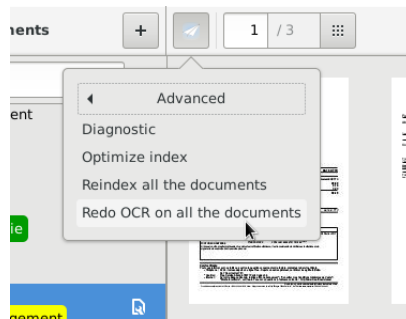 ments
+
1 / 3
Advanced
ent
Diagnostic
Optimize index
Reindex all the documents
Redo OCR on all the documents
ie
gement